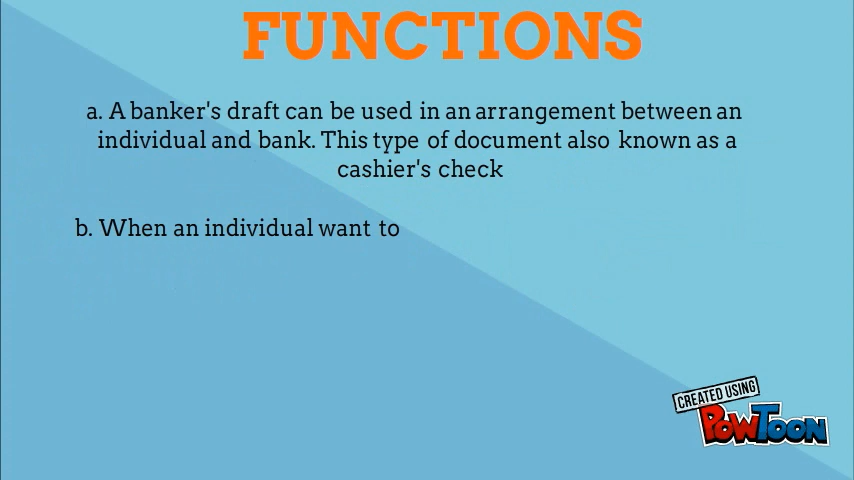 FUNCTIONS
a. A banker's draft can be used in an arrangement between an
individual and bank. This type of document also known as a
cashier's check
b. When an individual want to
CREATED USING
POWTOON